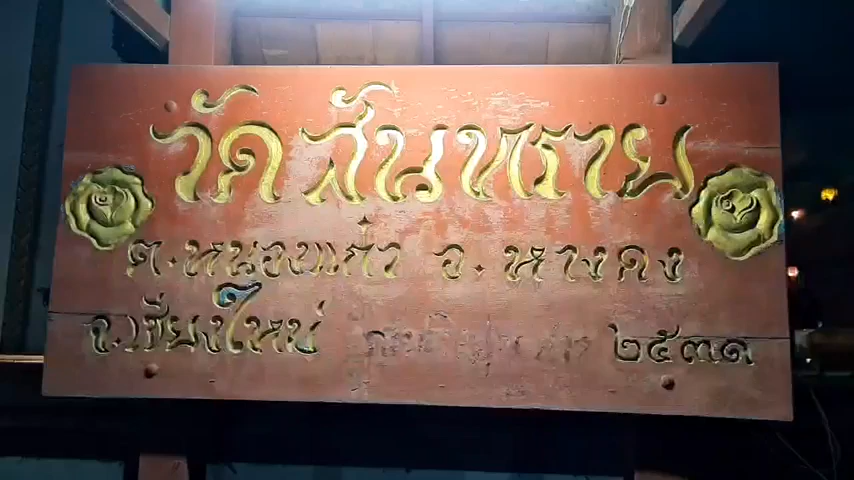 วัดสันทราย
ต.หนองแก๋ว อ.หางดง
จ.เชียงใหม่ ๒๕๓๑